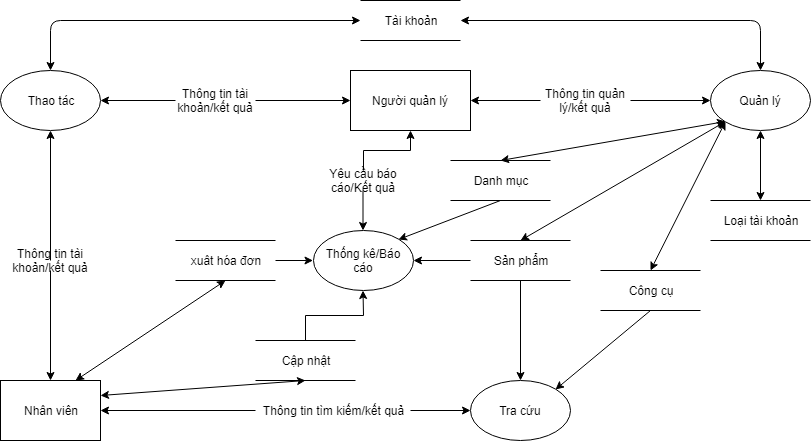 Tài khoản
Thao tác
Thông tin tài
khoản/kết quả
Người quản lý
Thông tin quản
lý/kết quả
Quản lý
Yêu cầu báo
cáo/Kết quả
Danh mục
Loại tài khoản
Thông tin tài
khoản/kết quả
xuất hóa đơn
Thống kê/Báo
cáo
Sản phẩm
Công cụ
Cập nhật
Nhân viên
Thông tin tìm kiếm/kết quả
Tra cứu